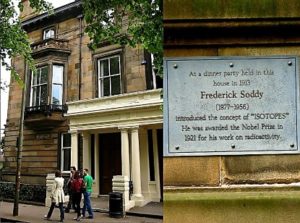 At a dinner party held in this
house in 1913
Frederick Soddy
(1877-1956)
introduced the concept of "ISOTOPES"
He was awarded the Nobel Prize in
1921 for his work on radioactivity.